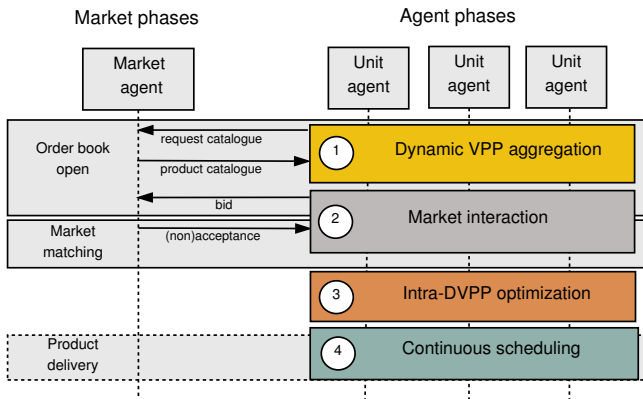 Market phases
Agent phases
Market
agent
Unit
agent
Unit
agent
Unit
agent
Order book
open
request catalogue
product catalogue
1
Dynamic VPP aggregation
bid
2
Market interaction
Market
matching
(non)acceptance
3
Intra-DVPP optimization
Product
delivery
4
Continuous scheduling